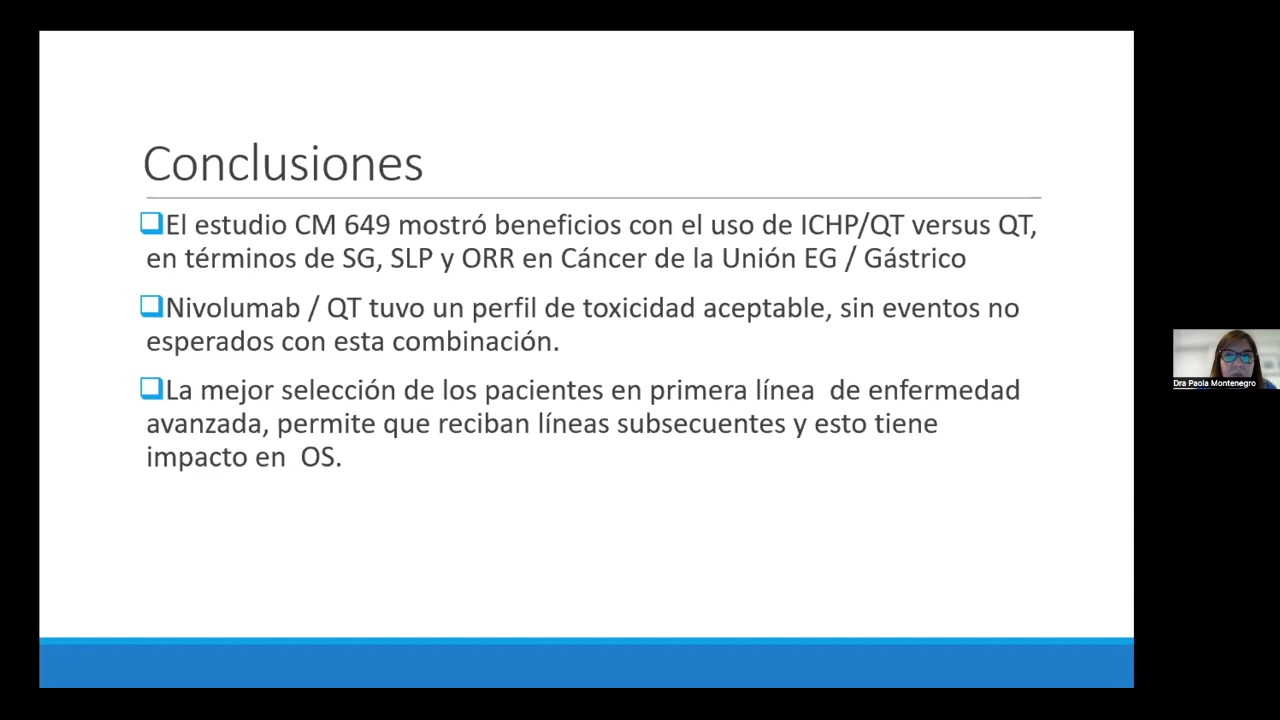 Conclusiones
El estudio CM 649 mostró beneficios con el uso de ICHP/QT versus QT,
en términos de SG, SLP y ORR en Cáncer de la Unión EG / Gástrico
Nivolumab / QT tuvo un perfil de toxicidad aceptable, sin eventos no
esperados con esta combinación.
La mejor selección de los pacientes en primera línea de enfermedad
avanzada, permite que reciban líneas subsecuentes y esto tiene
impacto en OS.
Dra Paola Montenegro